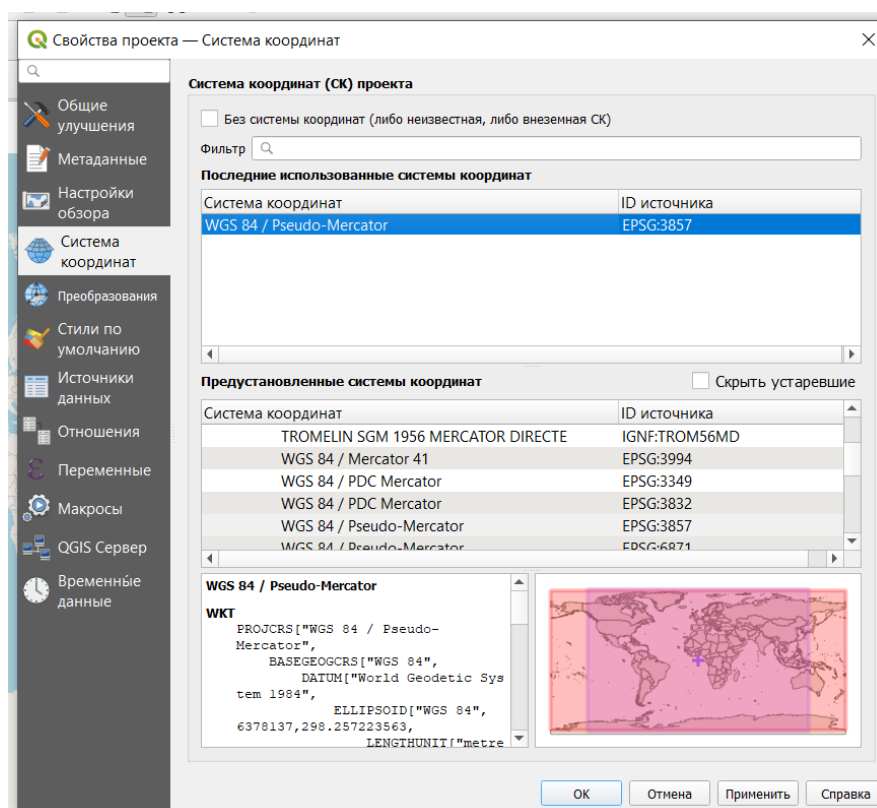 Свойства проекта — Система координат
Общие
улучшения
Метаданные
Настройки
обзора
Система
координат
Преобразования
Стили по
умолчанию
Источники
данных
Отношения
Переменные
Макросы
QGIS Сервер
Временны́е
данные
Система координат (СК) проекта
Без системы координат (либо неизвестная, либо внеземная СК)
Фильтр
Последние использованные системы координат
Система координат ID источника
WGS 84 / Pseudo-Mercator EPSG:3857
Предустановленные системы координат Скрыть устаревшие
Система координат ID источника
TROMELIN SGM 1956 MERCATOR DIRECTE IGNF:TROM56MD
WGS 84 / Mercator 41 EPSG:3994
WGS 84 / PDC Mercator EPSG:3349
WGS 84 / PDC Mercator EPSG:3832
WGS 84 / Pseudo-Mercator EPSG:3857
WGS 84 / Pseudo-Mercator EPSG:6871
WGS 84 / Pseudo-Mercator
WKT
PROJCRS["WGS 84 / Pseudo-
Mercator",
BASEGEOGCRS["WGS 84",
DATUM["World Geodetic Sys
tem 1984",
ELLIPSOID["WGS 84",
6378137,298.257223563,
LENGTHUNIT["metre
ОК Отмена Применить Справка